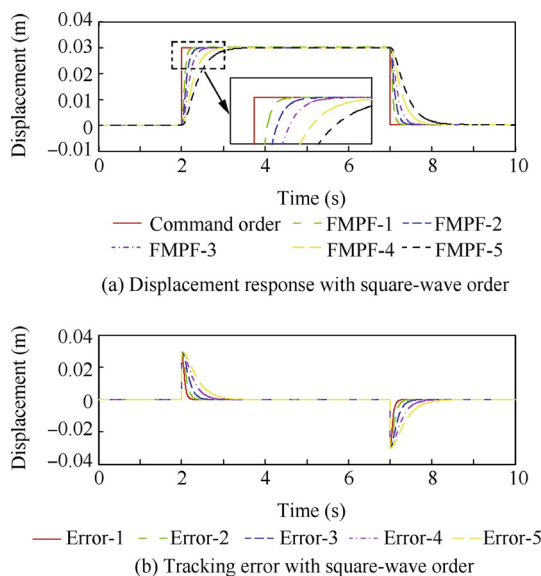 Displacement (m)
0.04
0.03
0.02
0.01
0
-0.01
0 2 4 6 8 10
Time (s)
Command order FMPF-1 FMPF-2
FMPF-3 FMPF-4 FMPF-5
(a) Displacement response with square-wave order
Displacement (m)
0.04
0.02
0
-0.02
-0.04
0 2 4 6 8 10
Time (s)
Error-1 Error-2 Error-3 Error-4 Error-5
(b) Tracking error with square-wave order